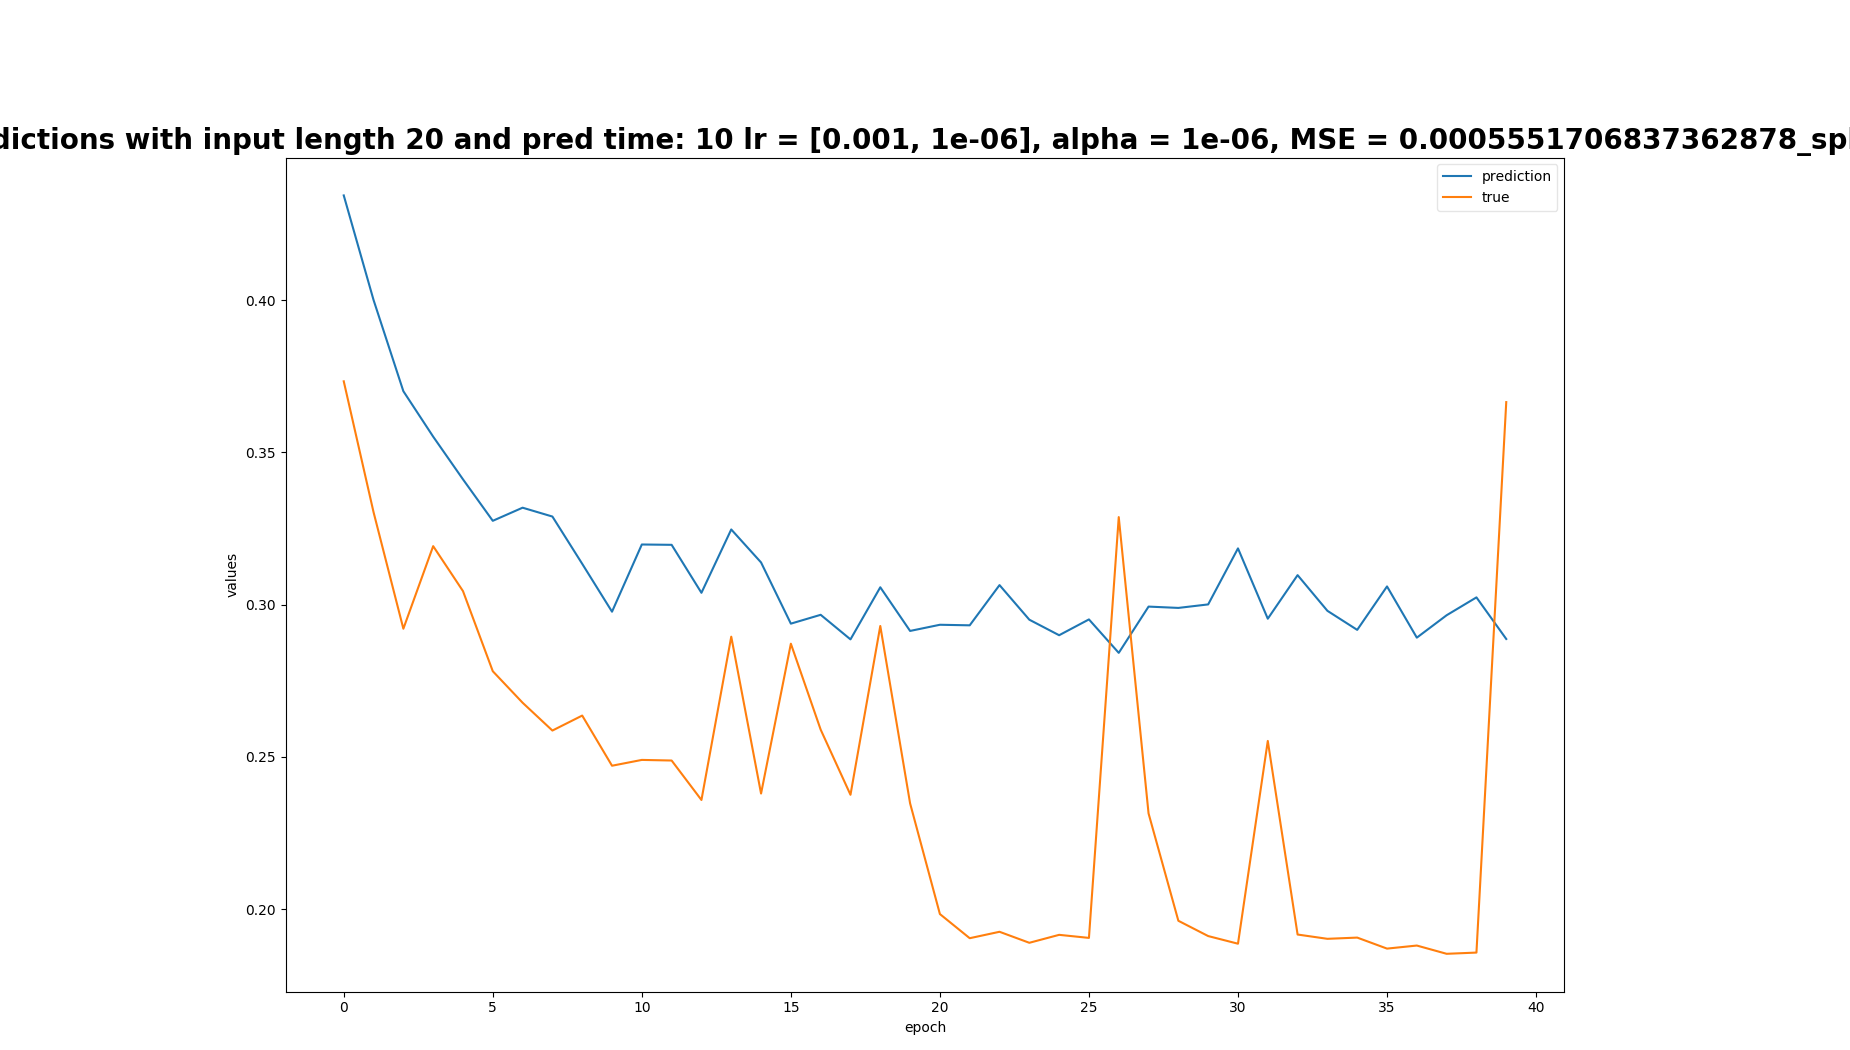 dictions with input length 20 and pred time: 10 lr = [0.001, 1e-06], alpha = 1e-06, MSE = 0.0005551706837362878_spl
prediction
true
0.40
0.35
0.30
0.25
0.20
values
0 5 10 15 20 25 30 35 40
epoch